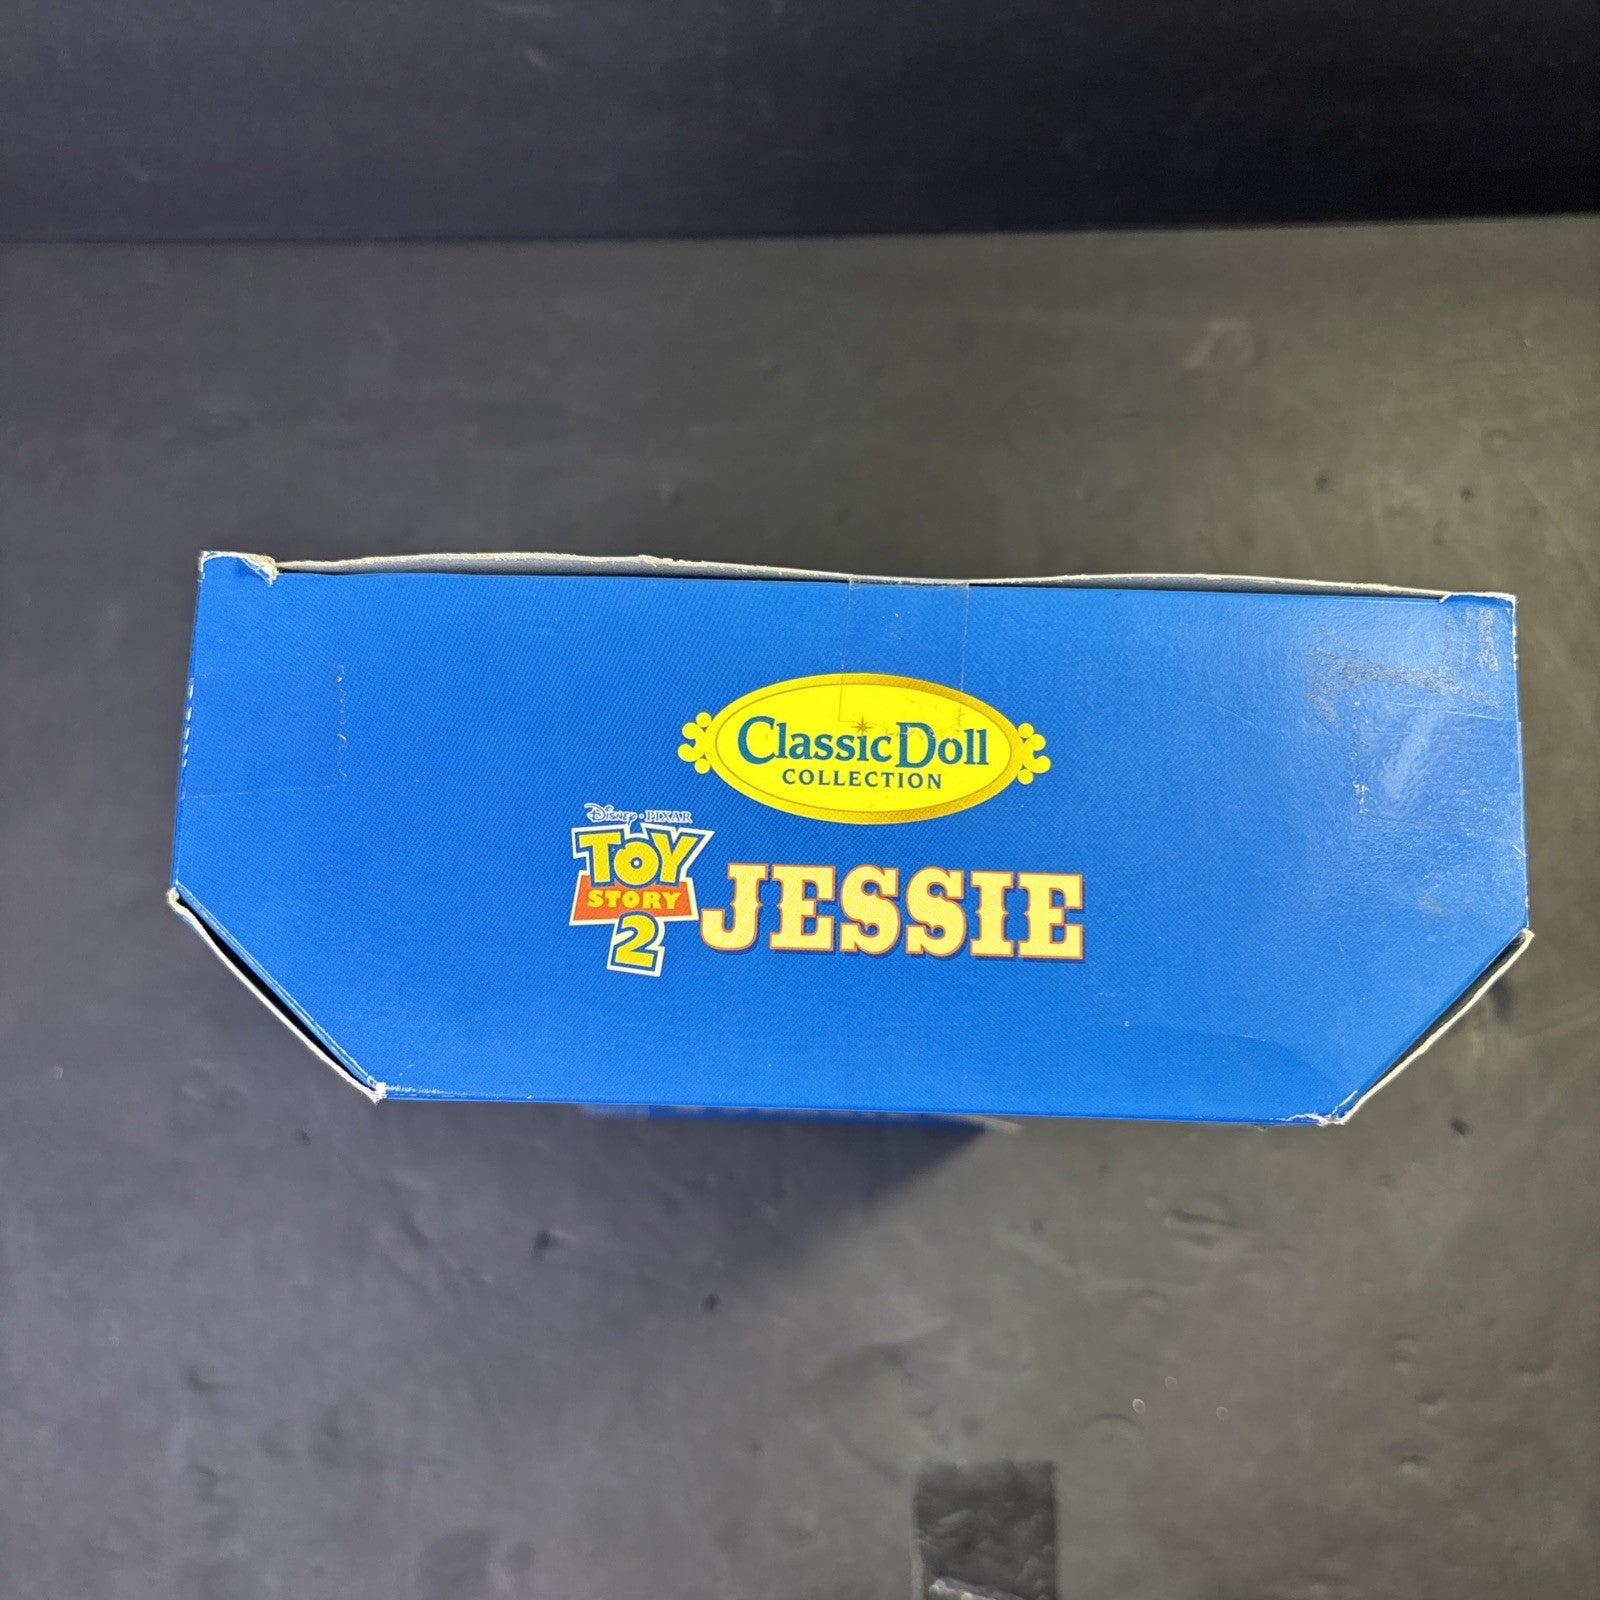 Classic Doll
COLLECTION
Disney • PIXAR
TOY
STORY
2
JESSIE